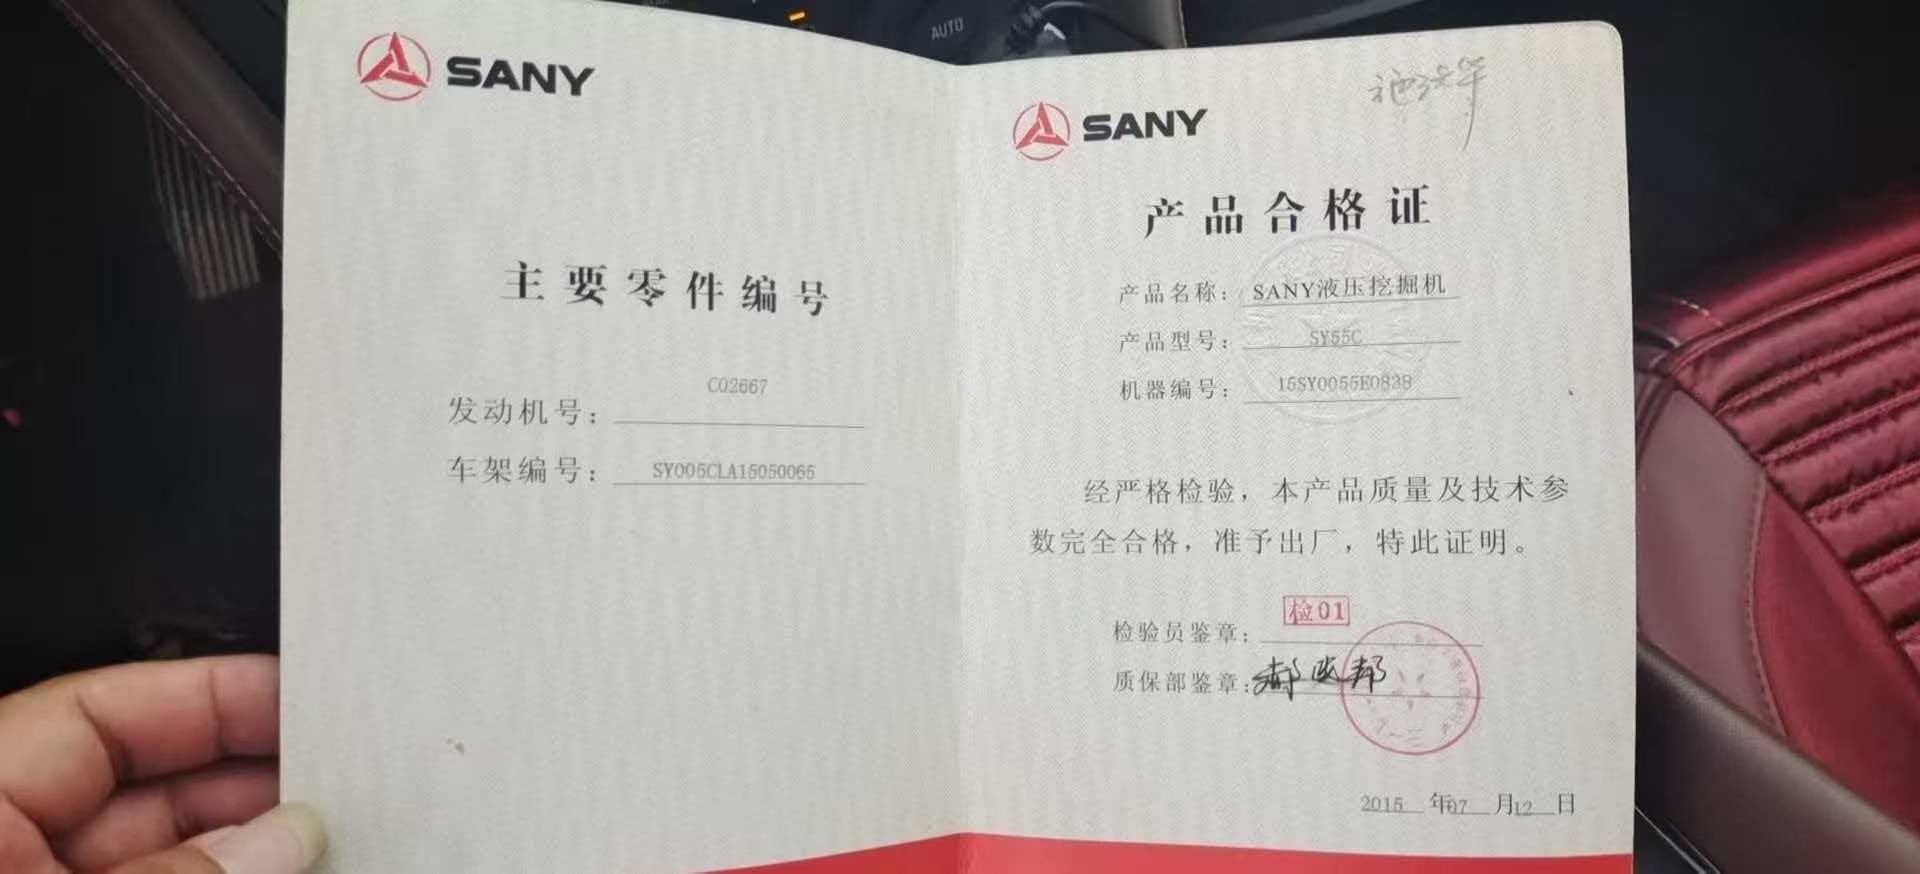 AUTO
SANY
主要零件编号
发动机号： C02667
车架编号： SY005CLA15050065
SANY
产品合格证
产品名称： SANY液压挖掘机
产品型号： SY55C
机器编号： 15SY0055E0838
经严格检验，本产品质量及技术参
数完全合格，准予出厂，特此证明。
检01
检验员鉴章：
质保部鉴章：
2015 年07 月12 日